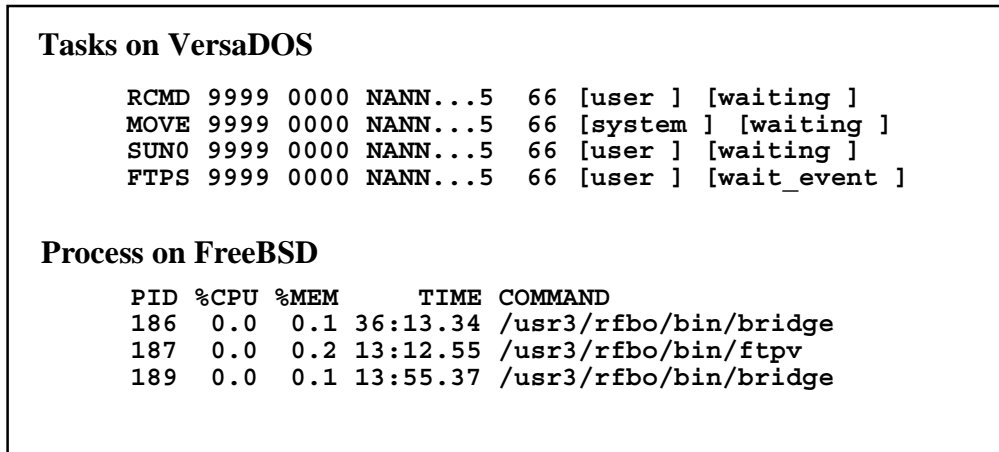 Tasks on VersaDOS
RCMD 9999 0000 NANN...5 66 [user ] [waiting ]
MOVE 9999 0000 NANN...5 66 [system ] [waiting ]
SUN0 9999 0000 NANN...5 66 [user ] [waiting ]
FTPS 9999 0000 NANN...5 66 [user ] [wait_event ]
Process on FreeBSD
PID %CPU %MEM TIME COMMAND
186 0.0 0.1 36:13.34 /usr3/rfbo/bin/bridge
187 0.0 0.2 13:12.55 /usr3/rfbo/bin/ftpv
189 0.0 0.1 13:55.37 /usr3/rfbo/bin/bridge